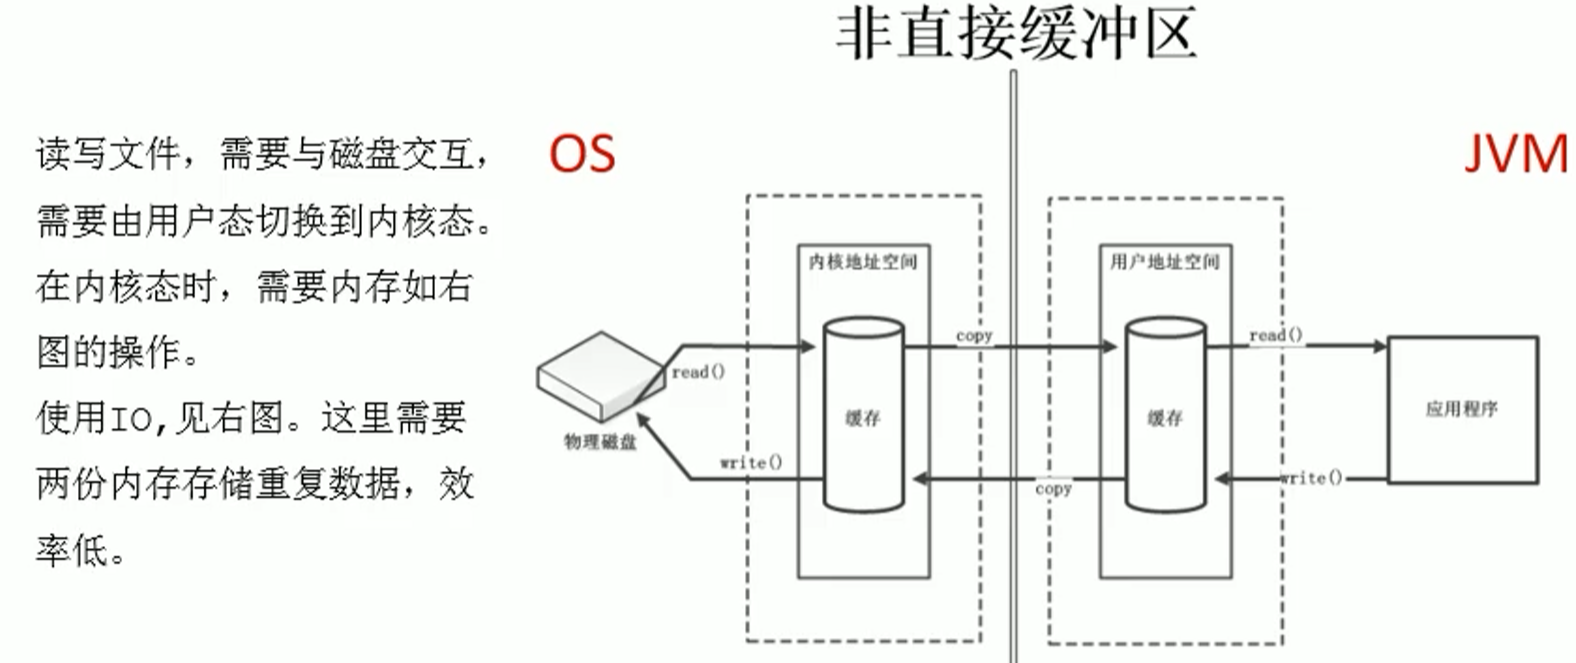 非直接缓冲区
读写文件，需要与磁盘交互，
需要由用户态切换到内核态。
在内核态时，需要内存如右
图的操作。
使用IO,见右图。这里需要
两份内存存储重复数据，效
率低。
OS
JVM
内核地址空间
用户地址空间
copy
read()
read()
缓存
缓存
应用程序
物理磁盘
write()
copy
write()